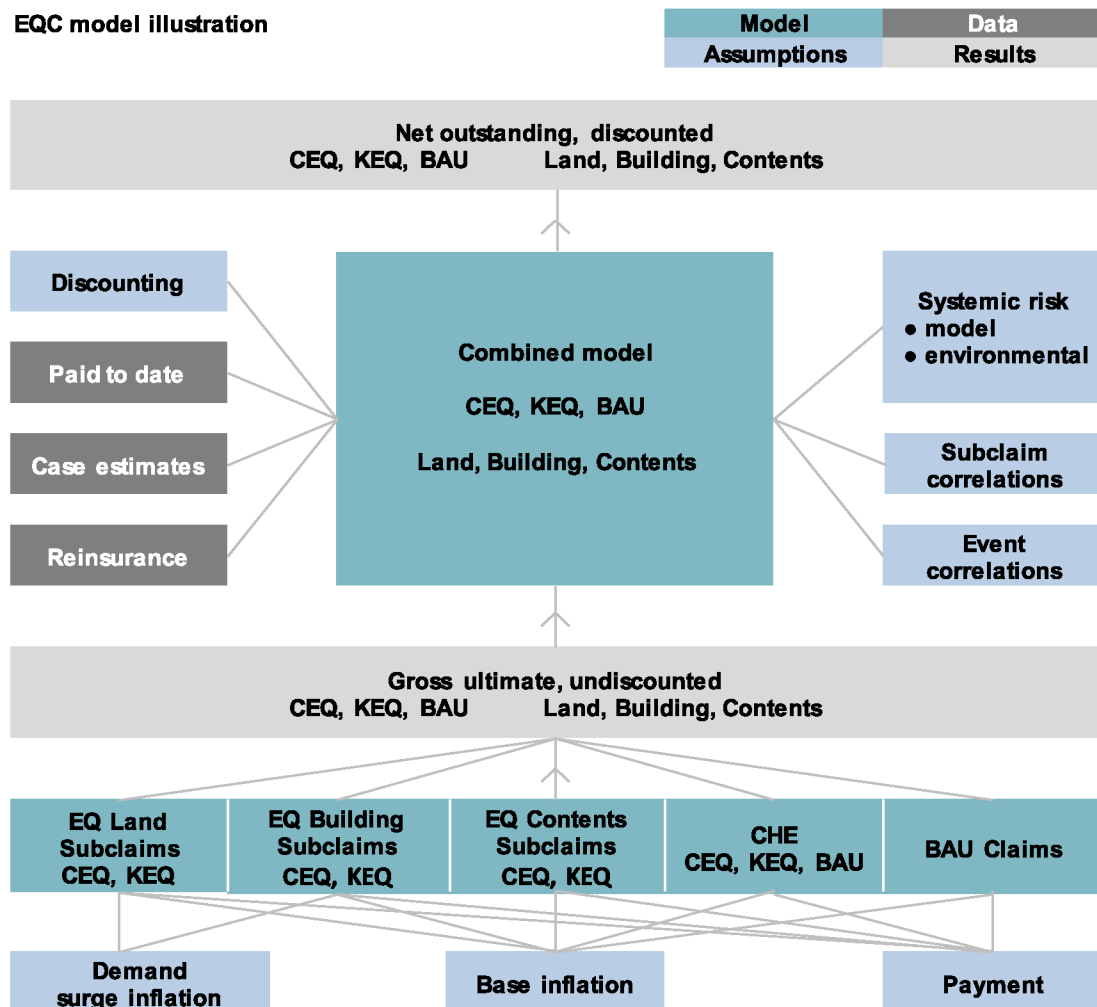 EQC model illustration
Model
Data
Assumptions
Results
Net outstanding, discounted
CEQ, KEQ, BAU Land, Building, Contents
Discounting
Paid to date
Case estimates
Reinsurance
Combined model
CEQ, KEQ, BAU
Land, Building, Contents
Systemic risk
● model
● environmental
Subclaim
correlations
Event
correlations
Gross ultimate, undiscounted
CEQ, KEQ, BAU Land, Building, Contents
EQ Land
Subclaims
CEQ, KEQ
EQ Building
Subclaims
CEQ, KEQ
EQ Contents
Subclaims
CEQ, KEQ
CHE
CEQ, KEQ, BAU
BAU Claims
Demand
surge inflation
Base inflation
Payment